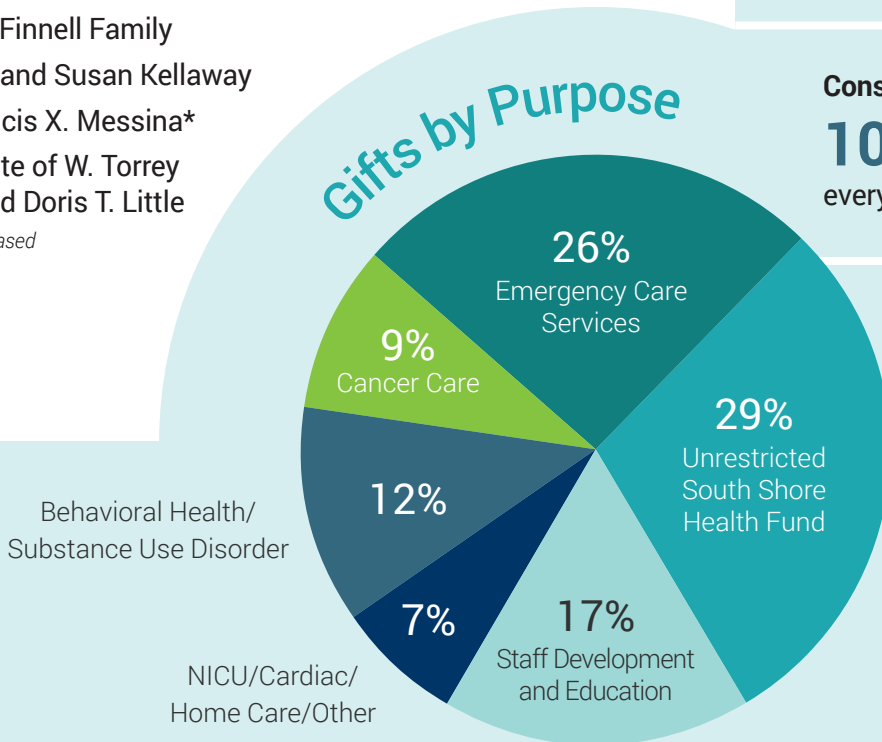 Finnell Family
and Susan Kellaway
cis X. Messina*
te of W. Torrey
d Doris T. Little
ased
Gifts by Purpose
Cons
10
every
26%
Emergency Care
Services
9%
Cancer Care
29%
Unrestricted
South Shore
Health Fund
12%
Behavioral Health/
Substance Use Disorder
7%
NICU/Cardiac/
Home Care/Other
17%
Staff Development
and Education